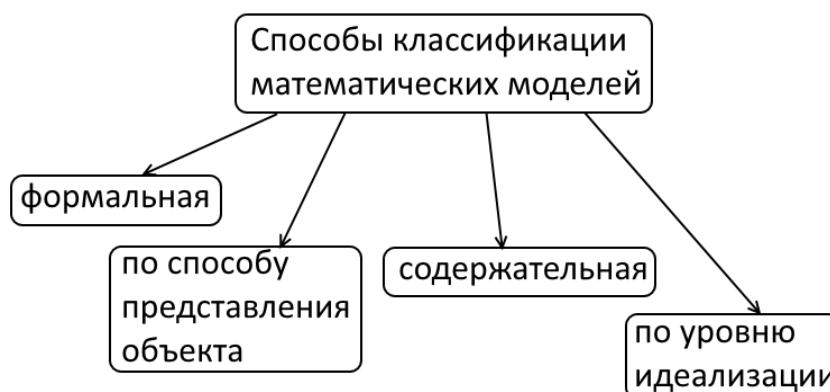 Способы классификации
математических моделей
формальная
по способу
представления
объекта
содержательная
по уровню
идеализации